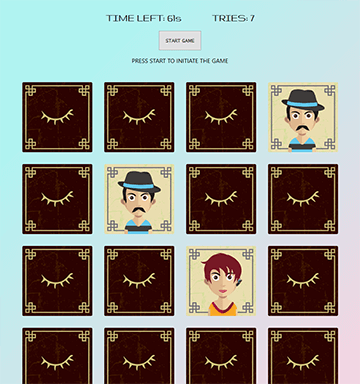 TIME LEFT: 61s TRIES: 7
START GAME
PRESS START TO INITIATE THE GAME